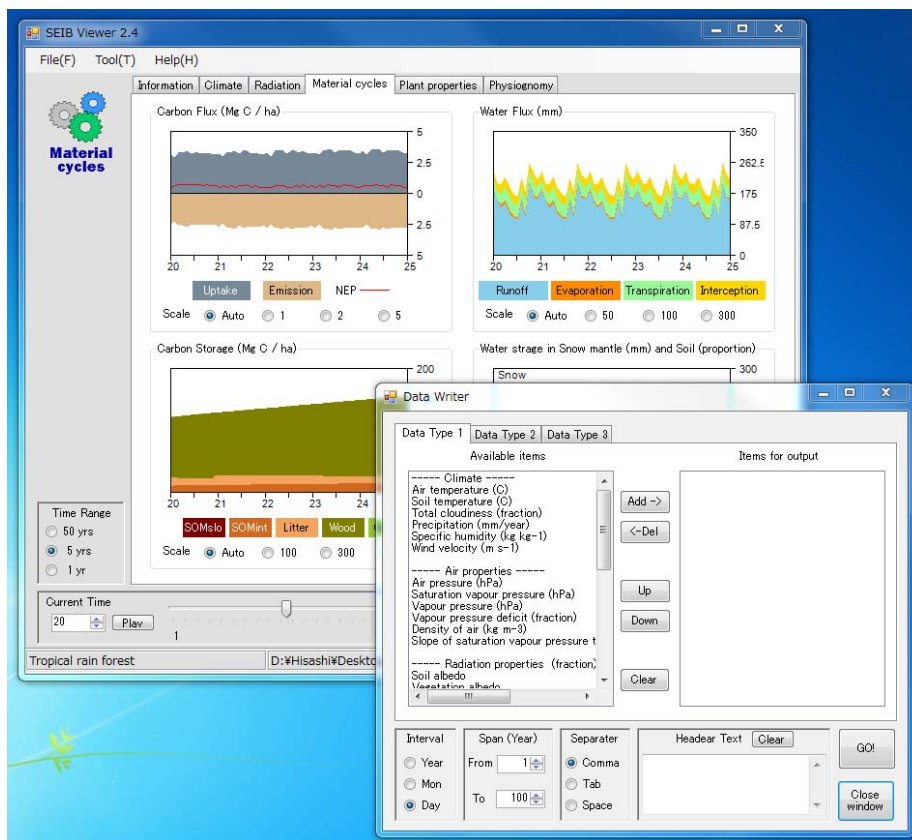 SEIB Viewer 2.4
File(F) Tool(T) Help(H)
Information Climate Radiation Material cycles Plant properties Physiognomy
Material
cycles
Carbon Flux (Mg C / ha)
5
2.5
0
2.5
5
20 21 22 23 24 25
Uptake Emission NEP
Scale Auto 1 2 5
Water Flux (mm)
350
262.5
175
87.5
0
20 21 22 23 24 25
Runoff Evaporation Transpiration Interception
Scale Auto 50 100 300
Carbon Storage (Mg C / ha)
200
20 21 22 23 24
SOMslo SOMint Litter Wood
Scale Auto 100 300
Water strage in Snow mantle (mm) and Soil (proportion)
Snow
300
Time Range
50 yrs
5 yrs
1 yr
Current Time
20 Play
1
Tropical rain forest D:¥Hisashi¥Deskto
Data Writer
Data Type 1 Data Type 2 Data Type 3
Available items
----- Climate -----
Air temperature (C)
Soil temperature (C)
Total cloudiness (fraction)
Precipitation (mm/year)
Specific humidity (kg kg-1)
Wind velocity (m s-1)
----- Air properties -----
Air pressure (hPa)
Saturation vapour pressure (hPa)
Vapour pressure (hPa)
Vapour pressure deficit (fraction)
Density of air (kg m-3)
Slope of saturation vapour pressure t
----- Radiation properties (fraction)
Soil albedo
Vegetation albedo
Add ->
<-Del
Up
Down
Clear
Items for output
Interval
Year
Mon
Day
Span (Year)
From 1
To 100
Separater
Comma
Tab
Space
Headear Text Clear
GO!
Close
window